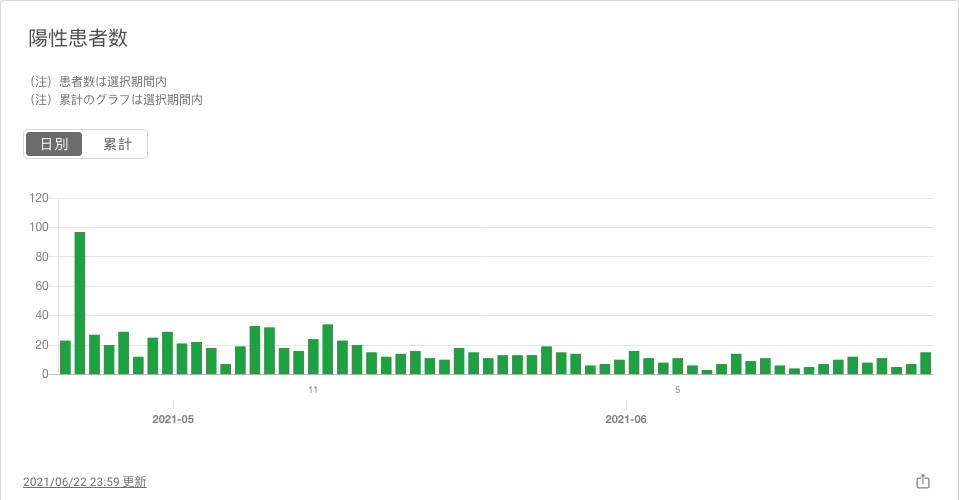 陽性患者数
（注）患者数は選択期間内
（注）累計のグラフは選択期間内
日別 累計
120
100
80
60
40
20
0
11 5
2021-05 2021-06
2021/06/22 23:59 更新